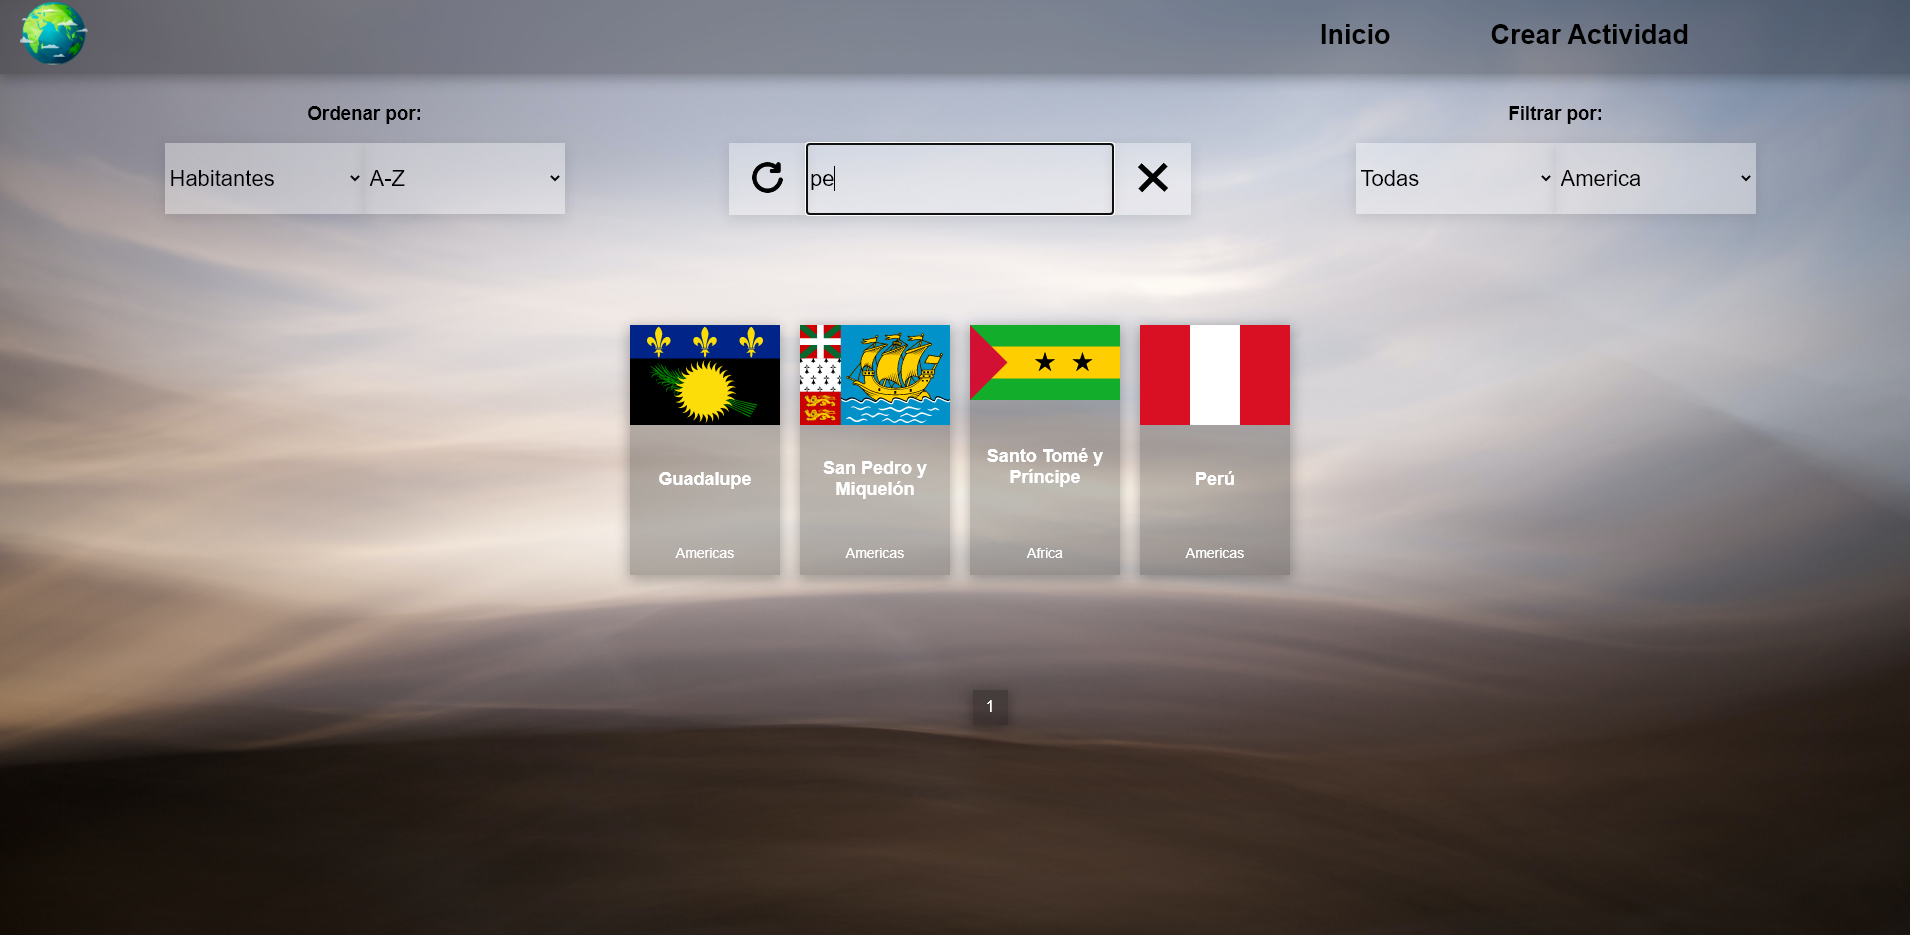 Inicio
Crear Actividad
Ordenar por:
Filtrar por:
Habitantes
A-Z
pe
Todas
America
Guadalupe
Americas
San Pedro y
Miquelón
Americas
Santo Tomé y
Príncipe
Africa
Perú
Americas
1